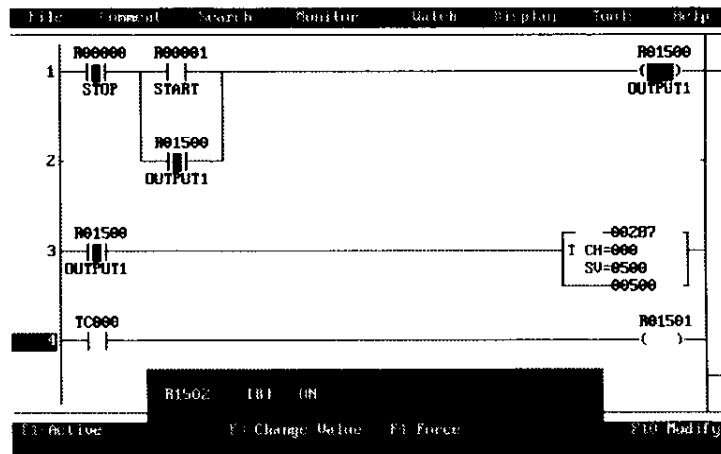 File Comment Search Monitor Watch Display Tools Help
R00000 R00001 R01500
1
STOP START OUTPUT1
R01500
2
OUTPUT1
R01500 00287
3 T CH=000
OUTPUT1 SV=0500
00500
TC000 R01501
4
R1502 ON
F1-Active Change Value Force F10 Modify